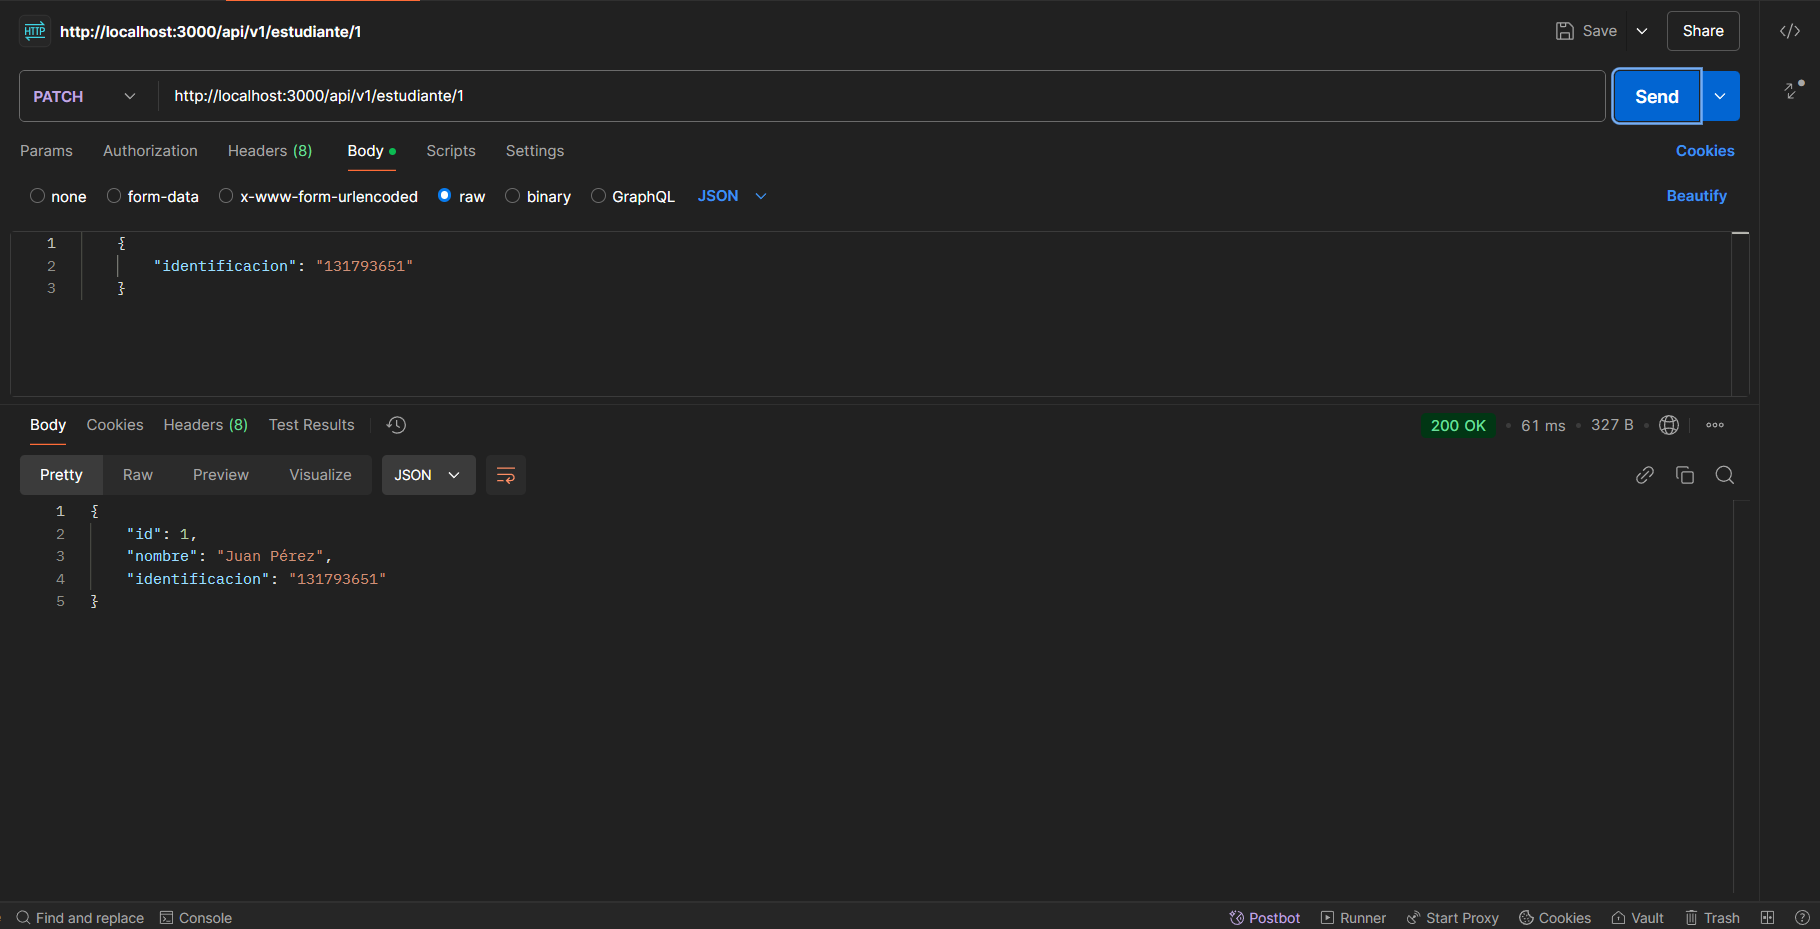 HTTP http://localhost:3000/api/v1/estudiante/1 Save Share
PATCH http://localhost:3000/api/v1/estudiante/1 Send
Params Authorization Headers (8) Body Scripts Settings Cookies
none form-data x-www-form-urlencoded raw binary GraphQL JSON Beautify
1 {
2 "identificacion": "131793651"
3 }
Body Cookies Headers (8) Test Results 200 OK • 61 ms • 327 B •
Pretty Raw Preview Visualize JSON
1 {
2 "id": 1,
3 "nombre": "Juan Pérez",
4 "identificacion": "131793651"
5 }
Find and replace Console Postbot Runner Start Proxy Cookies Vault Trash